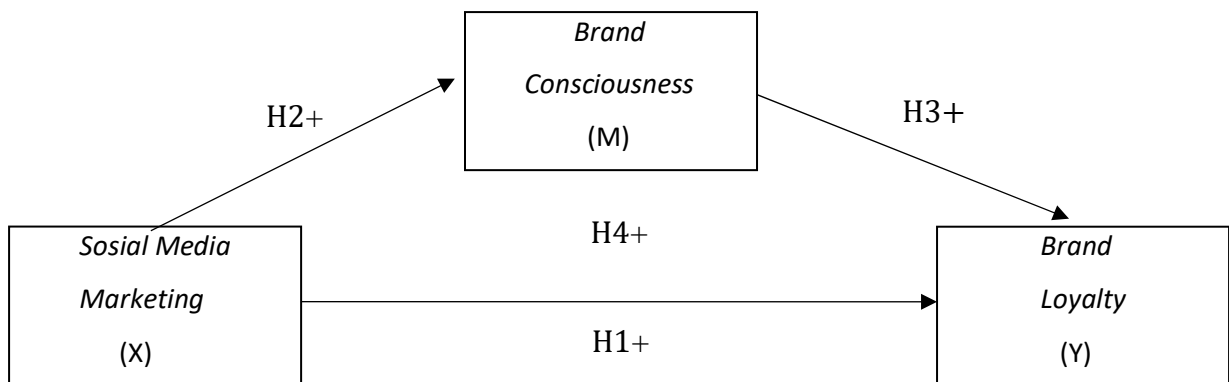 Brand
Consciousness
(M)
H2+
H3+
H4+
Sosial Media
Marketing
(X)
Brand
Loyalty
(Y)
H1+